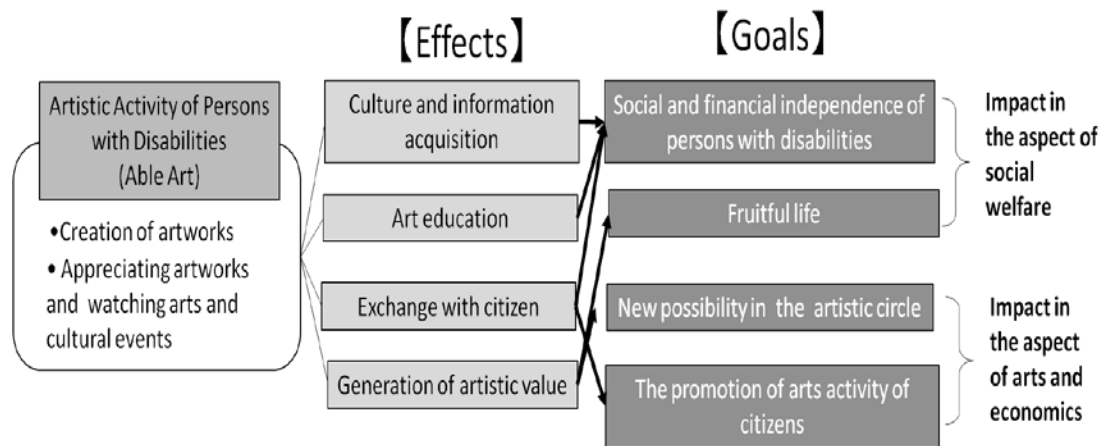 【Effects】
【Goals】
Artistic Activity of Persons
with Disabilities
(Able Art)
•Creation of artworks
• Appreciating artworks
and watching arts and
cultural events
Culture and information
acquisition
Art education
Exchange with citizen
Generation of artistic value
Social and financial independence of
persons with disabilities
Fruitful life
New possibility in the artistic circle
The promotion of arts activity of
citizens
Impact in
the aspect of
social
welfare
Impact in
the aspect
of arts and
economics